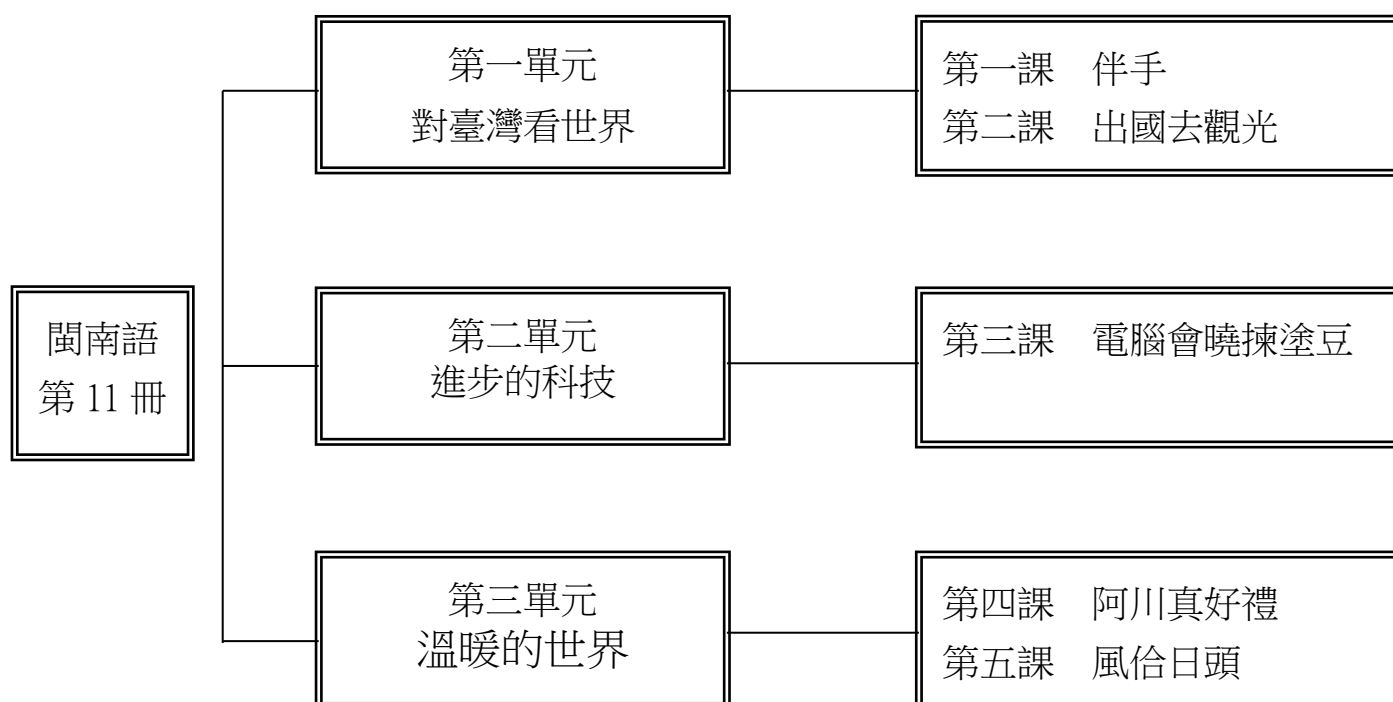 閩南語
第 11 冊
第一單元
對臺灣看世界
第一課　伴手
第二課　出國去觀光
第二單元
進步的科技
第三課　電腦會曉揀塗豆
第三單元
溫暖的世界
第四課　阿川真好禮
第五課　風佮日頭